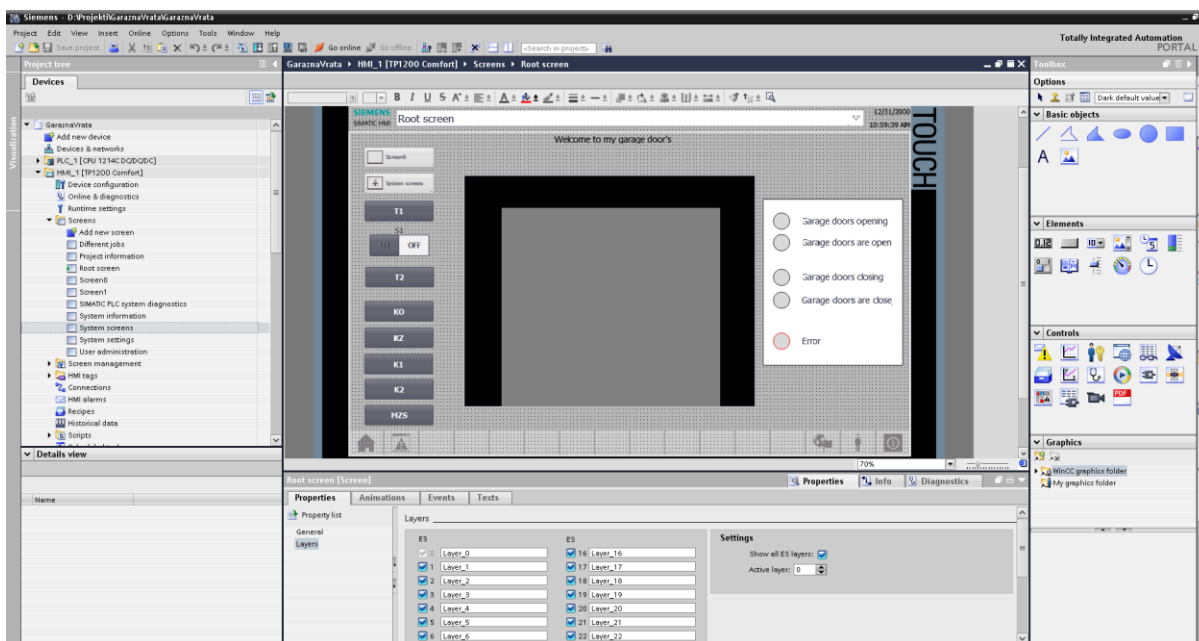 Siemens - D:\Projekti\GaraznaVrata\GaraznaVrata
Project Edit View Insert Online Options Tools Window Help
Save project Go online Go offline <Search in project>
Totally Integrated Automation
PORTAL
Project tree
GaraznaVrata HMI_1 [TP1200 Comfort] Screens Root screen
Toolbox
Devices
Options
B I U S A
Dark default value
Visualization
GaraznaVrata
Add new device
Devices & networks
PLC_1 [CPU 1214C DC/DC/DC]
HMI_1 [TP1200 Comfort]
Device configuration
Online & diagnostics
Runtime settings
Screens
Add new screen
Different jobs
Project information
Root screen
Screen0
Screen1
SIMATIC PLC system diagnostics
System information
System screens
System settings
User administration
Screen management
HMI tags
Connections
HMI alarms
Recipes
Historical data
Scripts
Details view
Name
SIEMENS
SIMATIC HMI
Root screen
12/31/2000
10:59:39 AM
TOUCH
Welcome to my garage door's
Screen0
System screens
T1
S1
OFF
T2
KO
KZ
K1
K2
MZS
Garage doors opening
Garage doors are open
Garage doors closing
Garage doors are close
Error
70%
Basic objects
A
Elements
Controls
PDF
Graphics
WinCC graphics folder
My graphics folder
Root screen [Screen]
Properties Info Diagnostics
Properties Animations Events Texts
Property list
General
Layers
Layers
ES ES
0 Layer_0 16 Layer_16
1 Layer_1 17 Layer_17
2 Layer_2 18 Layer_18
3 Layer_3 19 Layer_19
4 Layer_4 20 Layer_20
5 Layer_5 21 Layer_21
6 Layer_6 22 Layer_22
Settings
Show all ES layers:
Active layer: 0